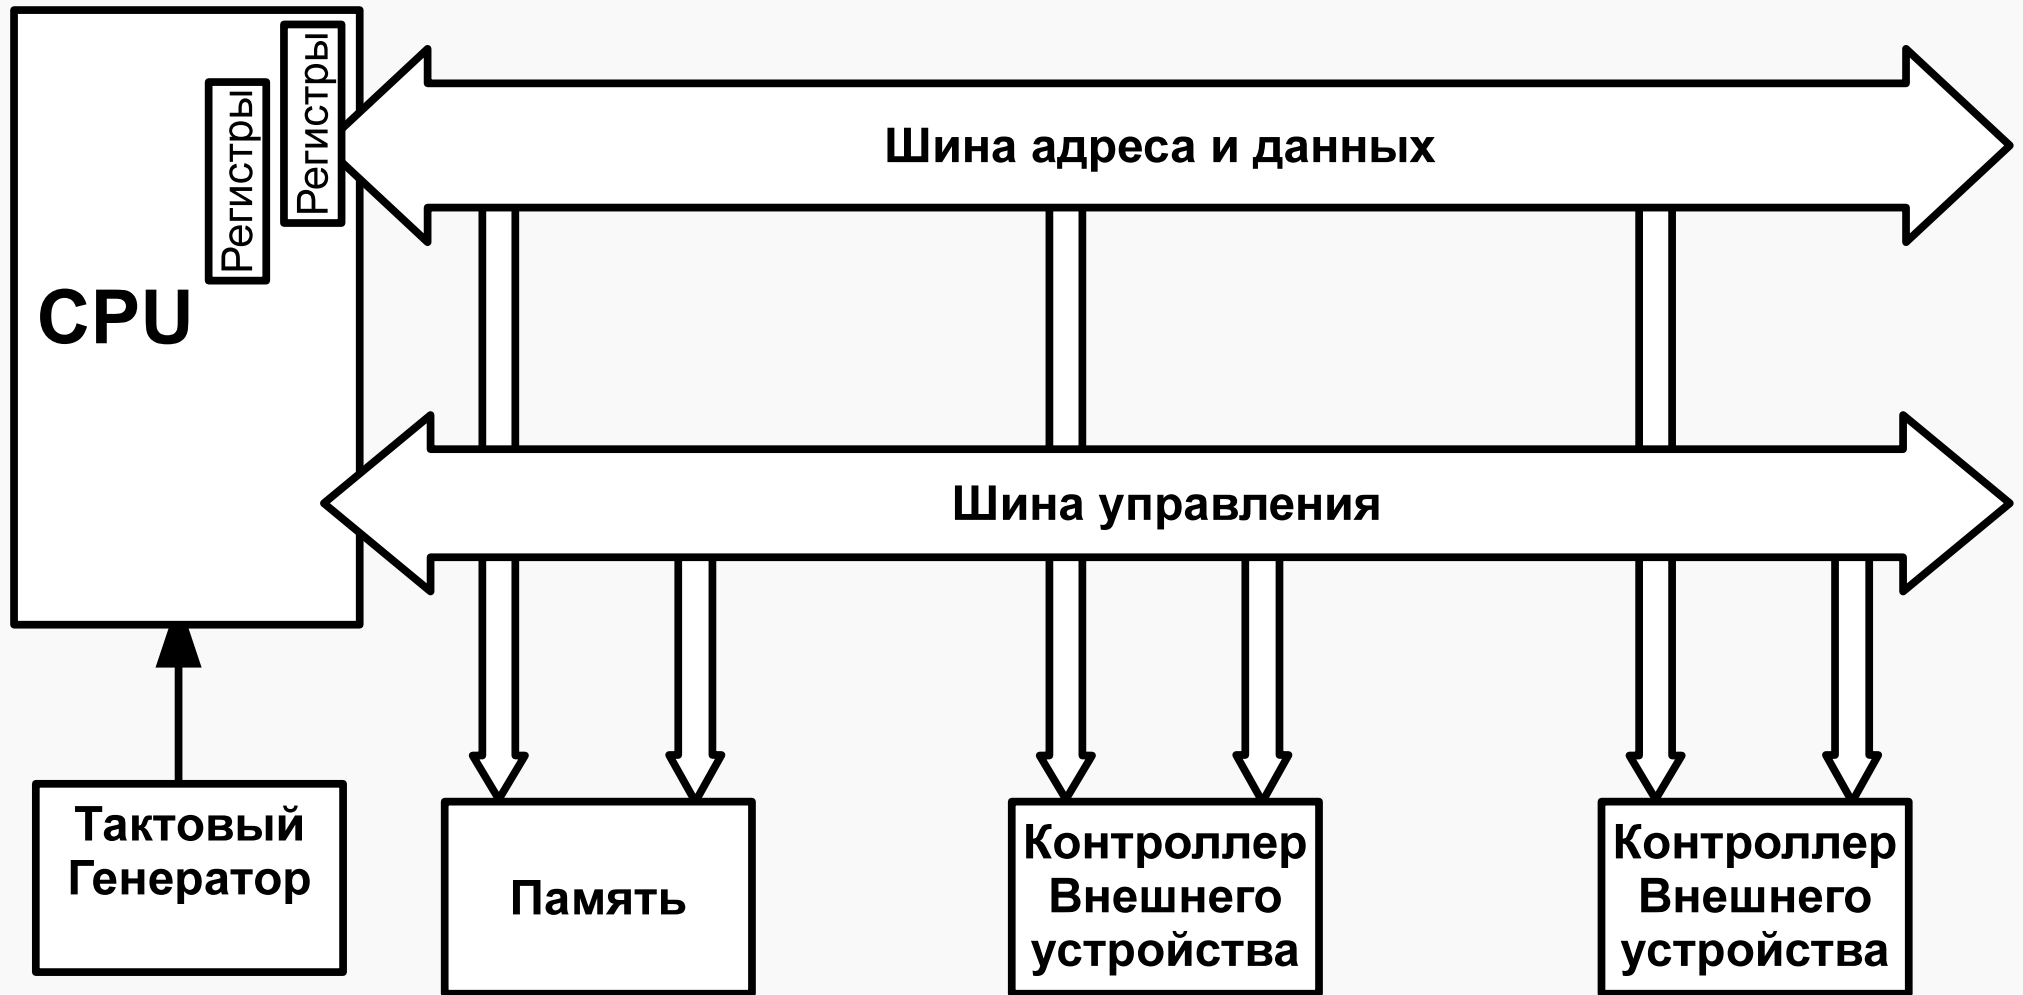 Регистры
Регистры
CPU
Шина адреса и данных
Шина управления
Тактовый
Генератор
Память
Контроллер
Внешнего
устройства
Контроллер
Внешнего
устройства